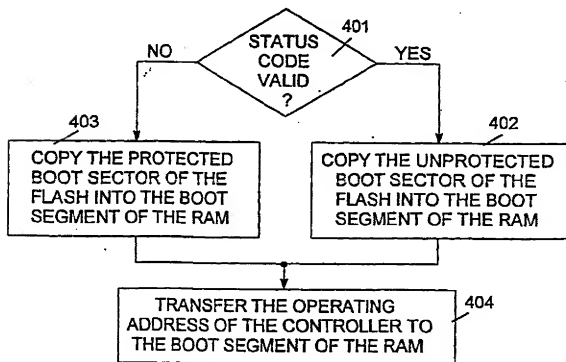 401
STATUS
CODE
VALID
?
NO
YES
403
COPY THE PROTECTED
BOOT SECTOR OF THE
FLASH INTO THE BOOT
SEGMENT OF THE RAM
402
COPY THE UNPROTECTED
BOOT SECTOR OF THE
FLASH INTO THE BOOT
SEGMENT OF THE RAM
TRANSFER THE OPERATING
ADDRESS OF THE CONTROLLER TO
THE BOOT SEGMENT OF THE RAM
404